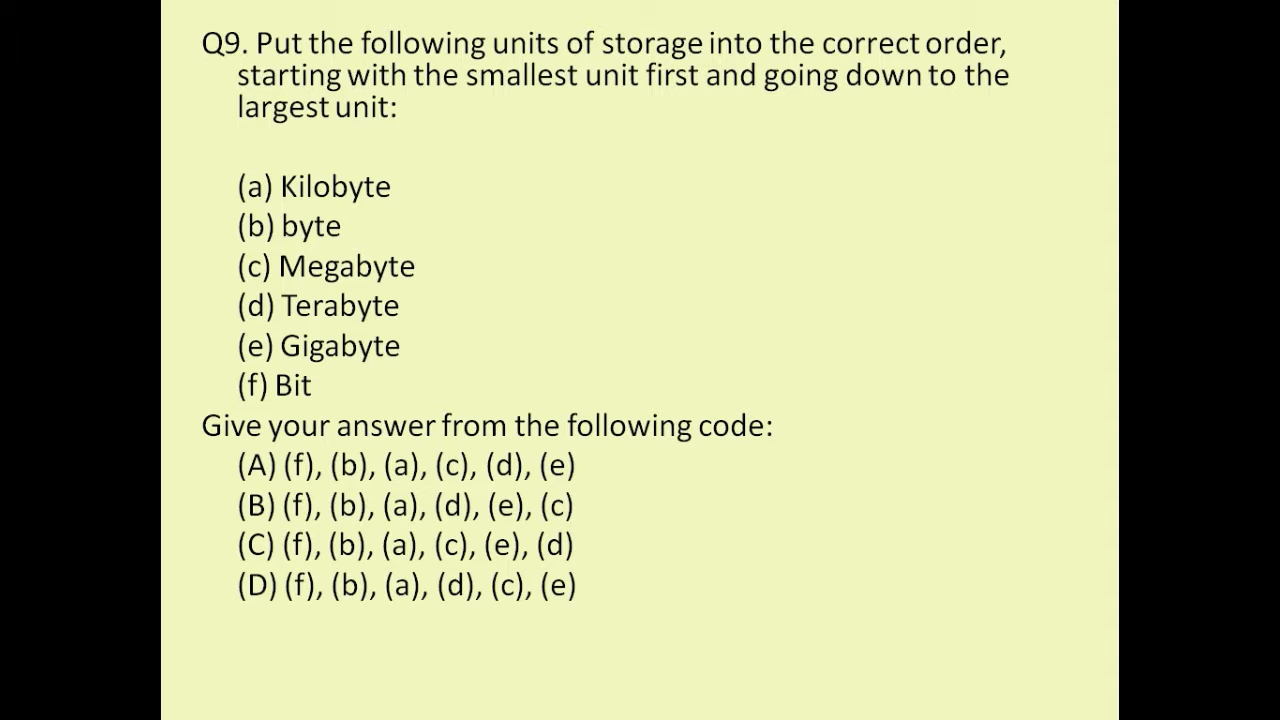 Q9. Put the following units of storage into the correct order,
starting with the smallest unit first and going down to the
largest unit:
(a) Kilobyte
(b) byte
(c) Megabyte
(d) Terabyte
(e) Gigabyte
(f) Bit
Give your answer from the following code:
(A) (f), (b), (a), (c), (d), (e)
(B) (f), (b), (a), (d), (e), (c)
(C) (f), (b), (a), (c), (e), (d)
(D) (f), (b), (a), (d), (c), (e)